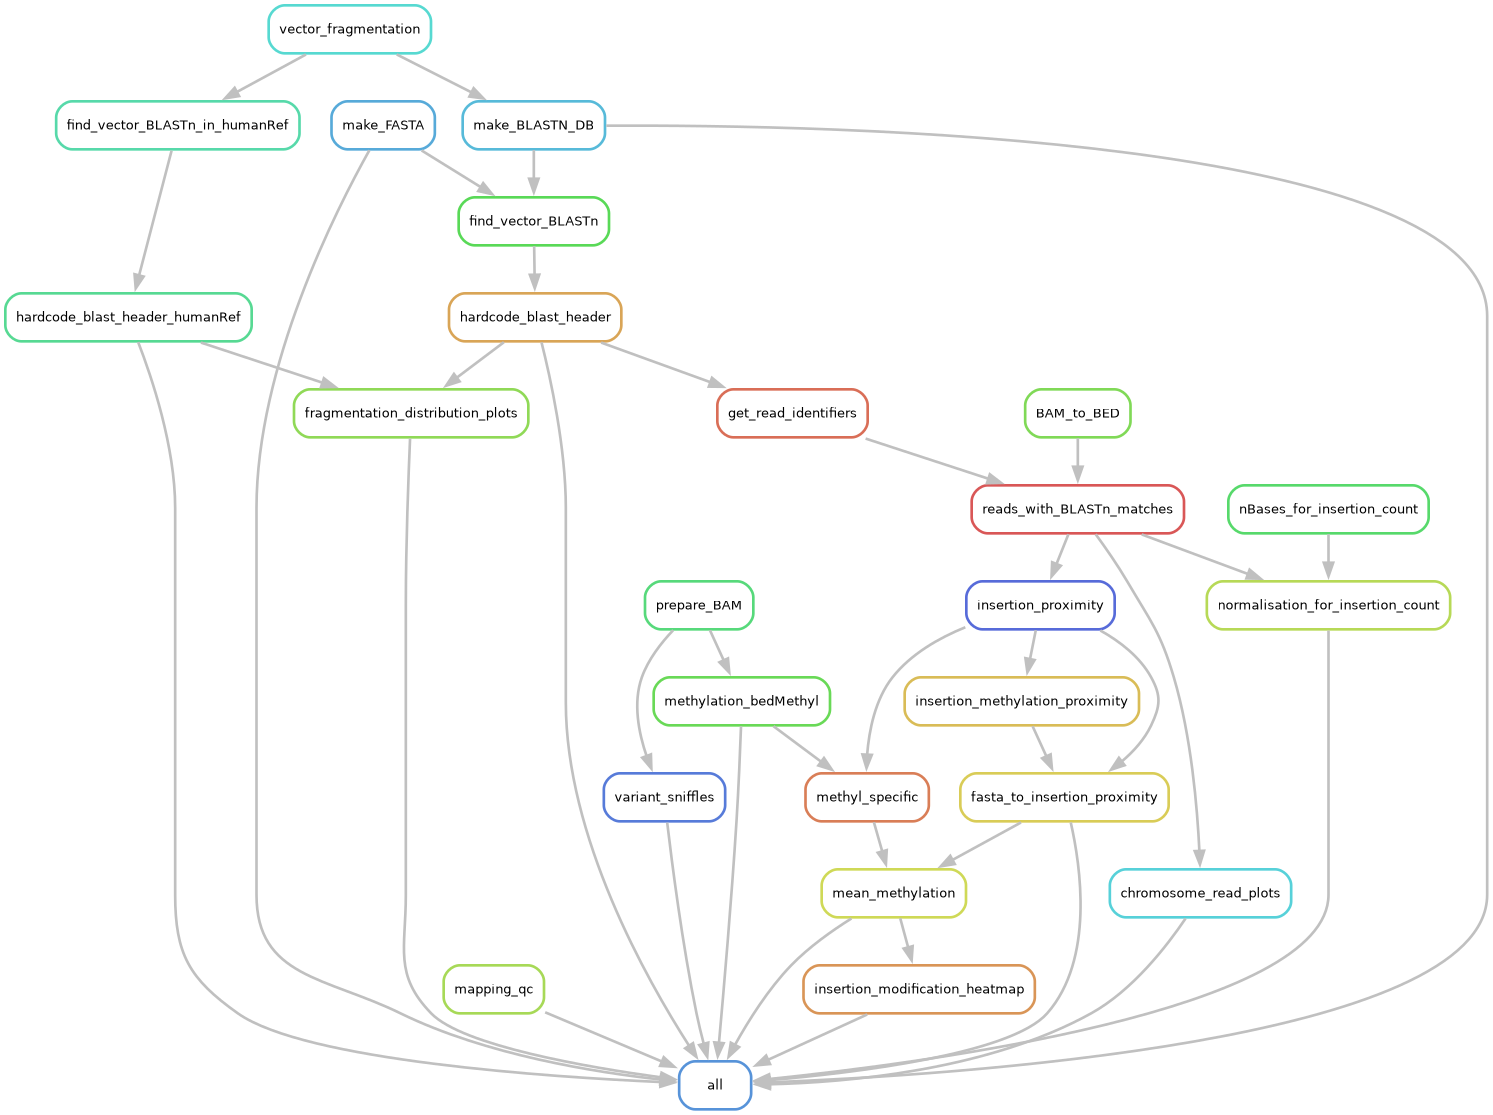 vector_fragmentation
find_vector_BLASTn_in_humanRef
make_FASTA
make_BLASTN_DB
find_vector_BLASTn
hardcode_blast_header_humanRef
hardcode_blast_header
fragmentation_distribution_plots
get_read_identifiers
BAM_to_BED
reads_with_BLASTn_matches
nBases_for_insertion_count
prepare_BAM
insertion_proximity
normalisation_for_insertion_count
methylation_bedMethyl
insertion_methylation_proximity
variant_sniffles
methyl_specific
fasta_to_insertion_proximity
mean_methylation
chromosome_read_plots
mapping_qc
insertion_modification_heatmap
all